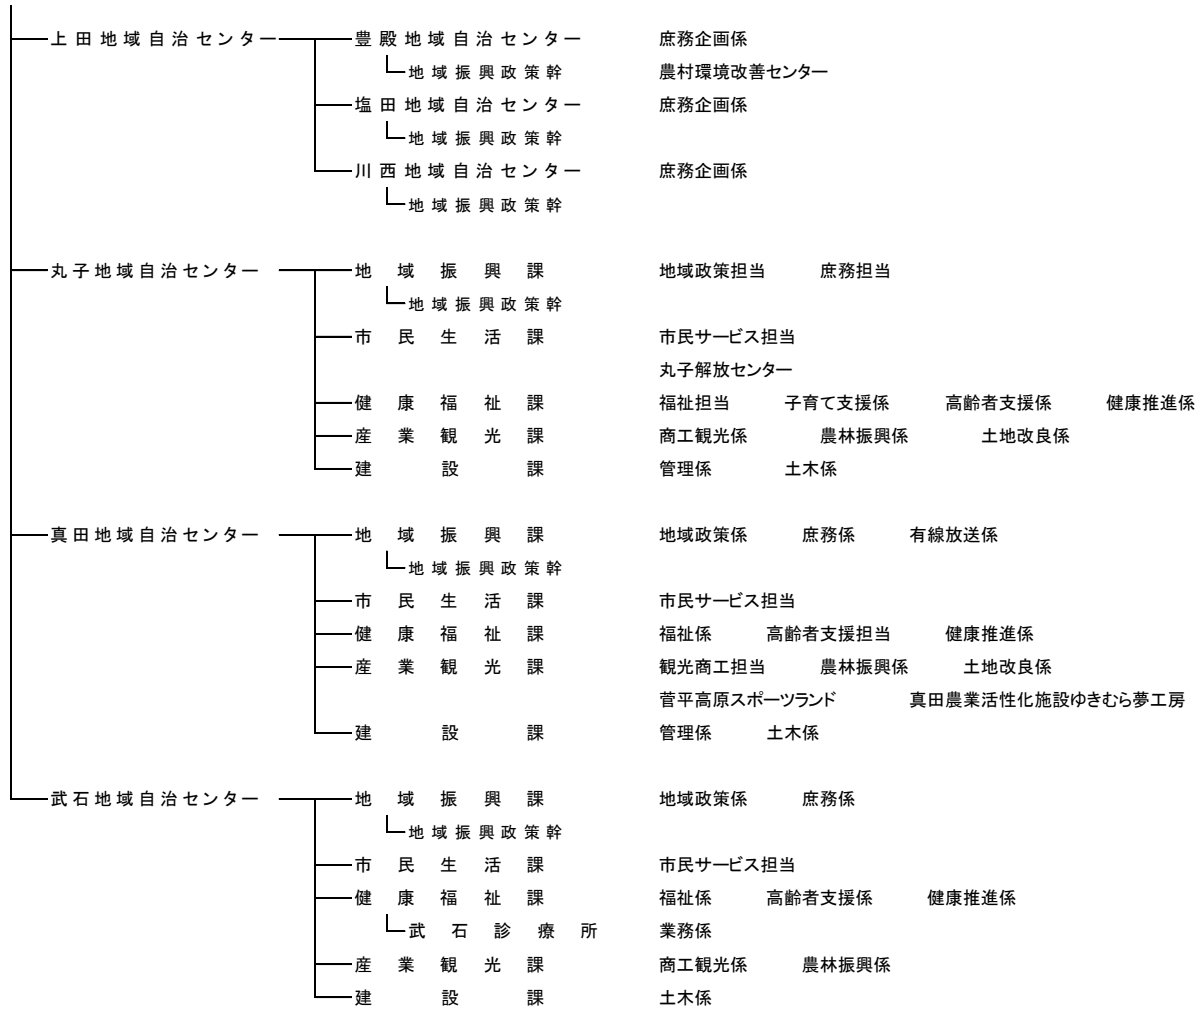 上田地域自治センター 豊殿地域自治センター 庶務企画係
地域振興政策幹 農村環境改善センター
塩田地域自治センター 庶務企画係
地域振興政策幹
川西地域自治センター 庶務企画係
地域振興政策幹
丸子地域自治センター 地域振興課 地域政策担当 庶務担当
地域振興政策幹
市民生活課 市民サービス担当
丸子解放センター
健康福祉課 福祉担当 子育て支援係 高齢者支援係 健康推進係
産業観光課 商工観光係 農林振興係 土地改良係
建設課 管理係 土木係
真田地域自治センター 地域振興課 地域政策係 庶務係 有線放送係
地域振興政策幹
市民生活課 市民サービス担当
健康福祉課 福祉係 高齢者支援担当 健康推進係
産業観光課 観光商工担当 農林振興係 土地改良係
菅平高原スポーツランド 真田農業活性化施設ゆきむら夢工房
建設課 管理係 土木係
武石地域自治センター 地域振興課 地域政策係 庶務係
地域振興政策幹
市民生活課 市民サービス担当
健康福祉課 福祉係 高齢者支援係 健康推進係
武石診療所 業務係
産業観光課 商工観光係 農林振興係
建設課 土木係